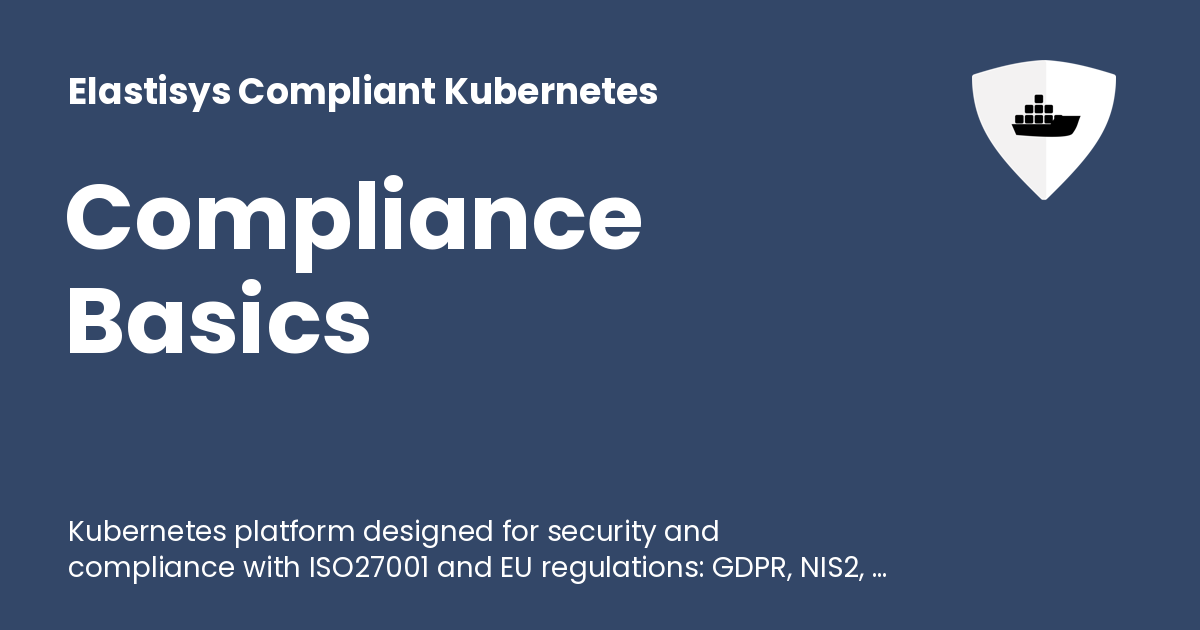 Elastisys Compliant Kubernetes
Compliance
Basics
Kubernetes platform designed for security and
compliance with ISO27001 and EU regulations: GDPR, NIS2, ...